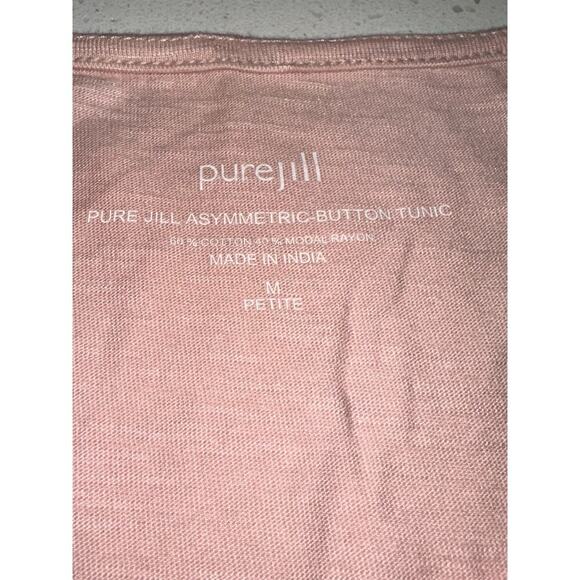 purejill
PURE JILL ASYMMETRIC-BUTTON TUNIC
60 % COTTON 40 % MODAL RAYON
MADE IN INDIA
M
PETITE